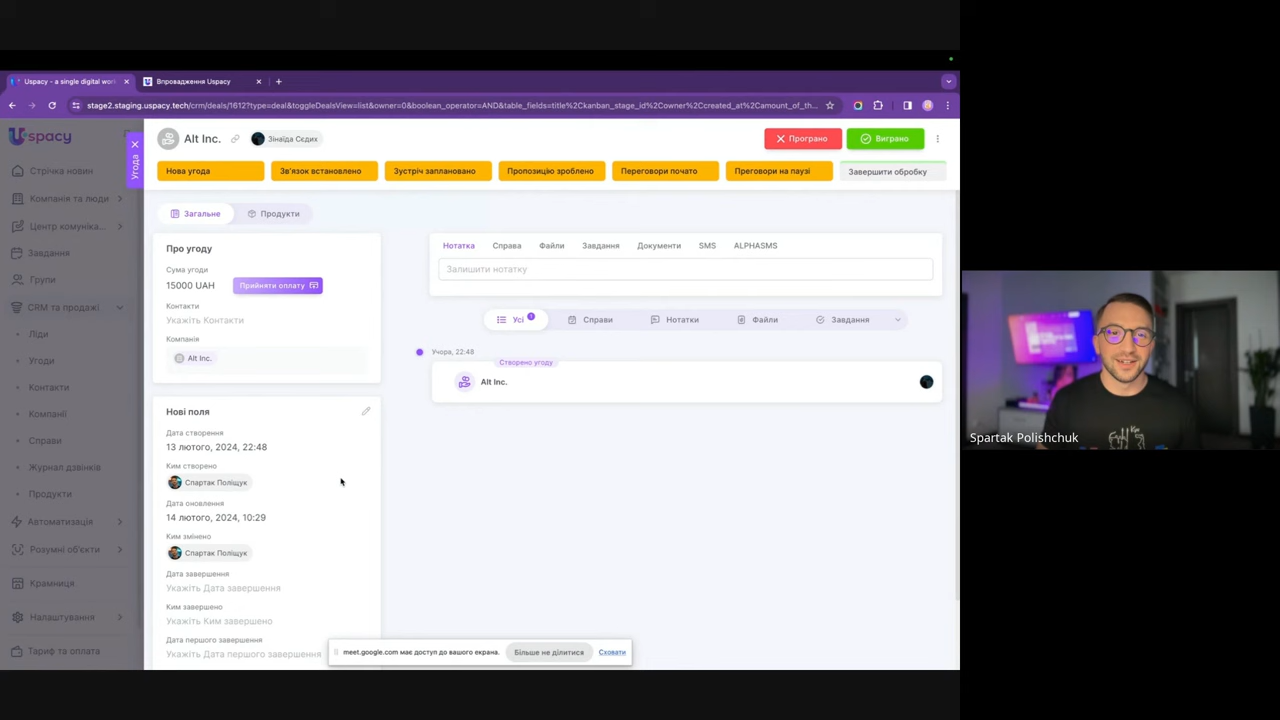 Uspacy - a single digital wor
Впровадження Uspacy
stage2.staging.uspacy.tech/crm/deals/1612?type=deal&toggleDealsView=list&owner=0&boolean_operator=AND&table_fields=title%2Ckanban_stage_id%2Cowner%2Ccreated_at%2Camount_of_th...
Uspacy
Стрічка новин
Компанія та люди
Центр комуніка...
Завдання
Групи
CRM та продажі
Ліди
Угоди
Контакти
Компанії
Справи
Журнал дзвінків
Продукти
Автоматизація
Розумні об'єкти
Крамниця
Налаштування
Тариф та оплата
Угода
Alt Inc.
Зінаїда Сєдих
Програно
Виграно
Нова угода
Зв'язок встановлено
Зустріч заплановано
Пропозицію зроблено
Переговори почато
Преговори на паузі
Завершити обробку
Загальне
Продукти
Про угоду
Сума угоди
15000 UAH
Прийняти оплату
Контакти
Укажіть Контакти
Компанія
Alt Inc.
Нові поля
Дата створення
13 лютого, 2024, 22:48
Ким створено
Спартак Поліщук
Дата оновлення
14 лютого, 2024, 10:29
Ким змінено
Спартак Поліщук
Дата завершення
Укажіть Дата завершення
Ким завершено
Укажіть Ким завершено
Дата першого завершення
Укажіть Дата першого завершення
Нотатка
Справа
Файли
Завдання
Документи
SMS
ALPHASMS
Залишити нотатку
Усі
Справи
Нотатки
Файли
Завдання
Учора, 22:48
Створено угоду
Alt Inc.
meet.google.com має доступ до вашого екрана.
Більше не ділитися
Сховати
Spartak Polishchuk